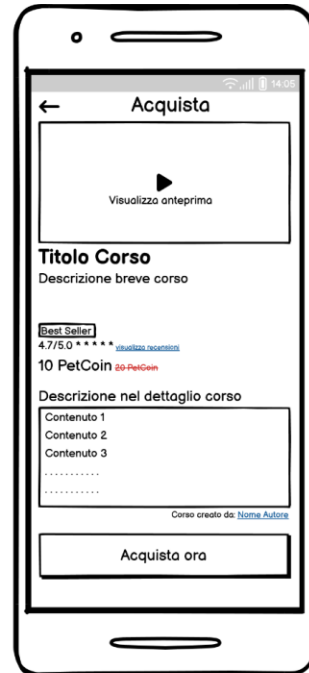 14:05
Acquista
Visualizza anteprima
Titolo Corso
Descrizione breve corso
Best Seller
4.7/5.0 * * * * * visualizza recensioni
10 PetCoin 20 PetCoin
Descrizione nel dettaglio corso
Contenuto 1
Contenuto 2
Contenuto 3
. . . . . . . . . . .
. . . . . . . . . . .
Corso creato da: Nome Autore
Acquista ora